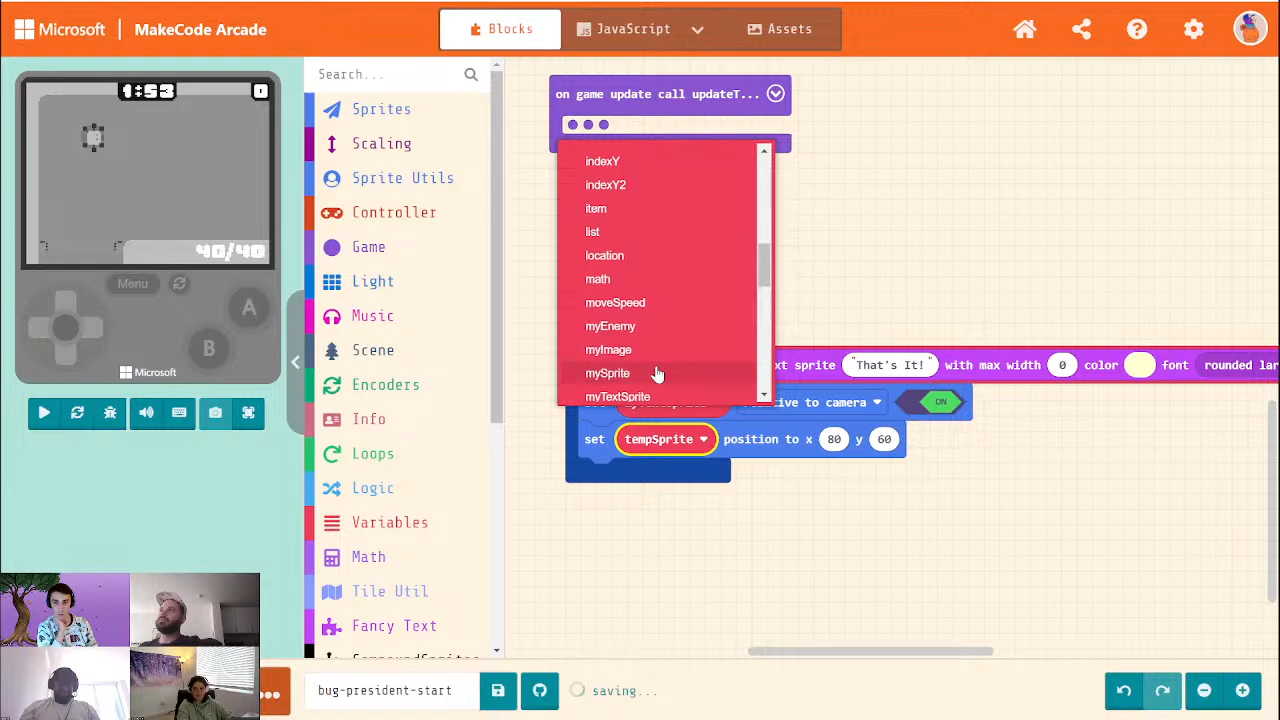 Microsoft | MakeCode Arcade
Blocks
JavaScript
Assets
1:53
40/40
Menu
A
B
Microsoft
Search...
Sprites
Scaling
Sprite Utils
Controller
Game
Light
Music
Scene
Encoders
Info
Loops
Logic
Variables
Math
Tile Util
Fancy Text
on game update call updateT...
indexY
indexY2
item
list
location
math
moveSpeed
myEnemy
myImage
mySprite
myTextSprite
xt sprite "That's It!" with max width 0 color font rounded lar
relative to camera ON
set tempSprite position to x 80 y 60
bug-president-start
saving...